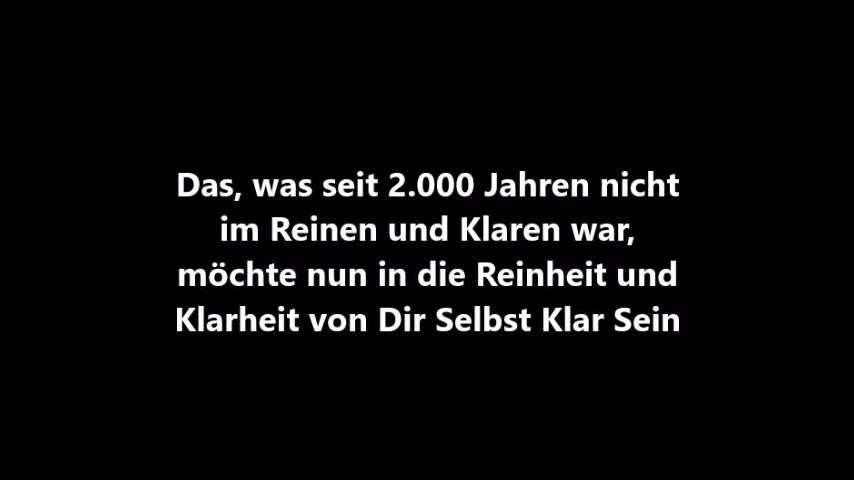 Das, was seit 2.000 Jahren nicht
im Reinen und Klaren war,
möchte nun in die Reinheit und
Klarheit von Dir Selbst Klar Sein